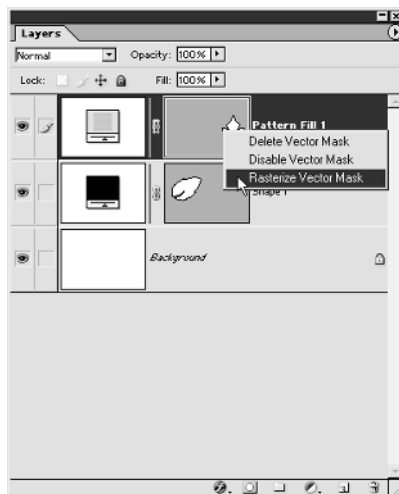 Layers
Normal Opacity: 100%
Lock: Fill: 100%
Pattern Fill 1
Delete Vector Mask
Disable Vector Mask
Rasterize Vector Mask
Shape 1
Background